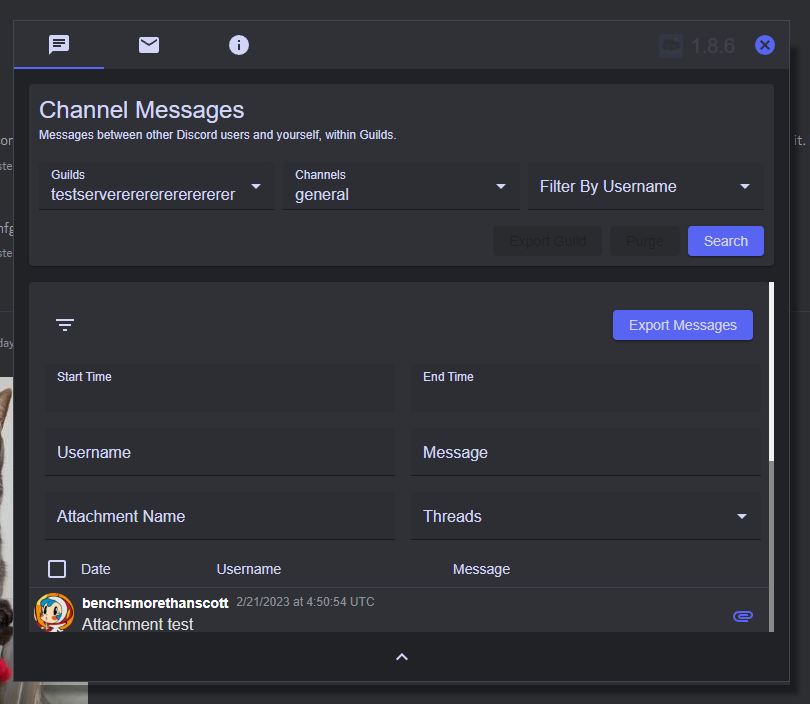 1.8.6
Channel Messages
Messages between other Discord users and yourself, within Guilds.
Guilds
testserverererererererererer
Channels
general
Filter By Username
Export Guild
Purge
Search
Export Messages
Start Time
End Time
Username
Message
Attachment Name
Threads
Date
Username
Message
benchsmorethanscott 2/21/2023 at 4:50:54 UTC
Attachment test
it.